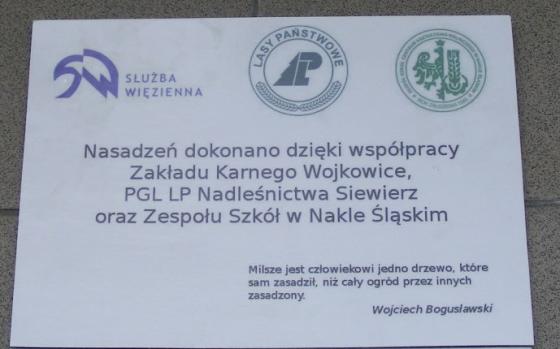 SŁUŻBA
WIĘZIENNA
LASY PAŃSTWOWE
Nasadzeń dokonano dzięki współpracy
Zakładu Karnego Wojkowice,
PGL LP Nadleśnictwa Siewierz
oraz Zespołu Szkół w Nakle Śląskim
Milsze jest człowiekowi jedno drzewo, które
sam zasadził, niż cały ogród przez innych
zasadzony.
Wojciech Bogusławski